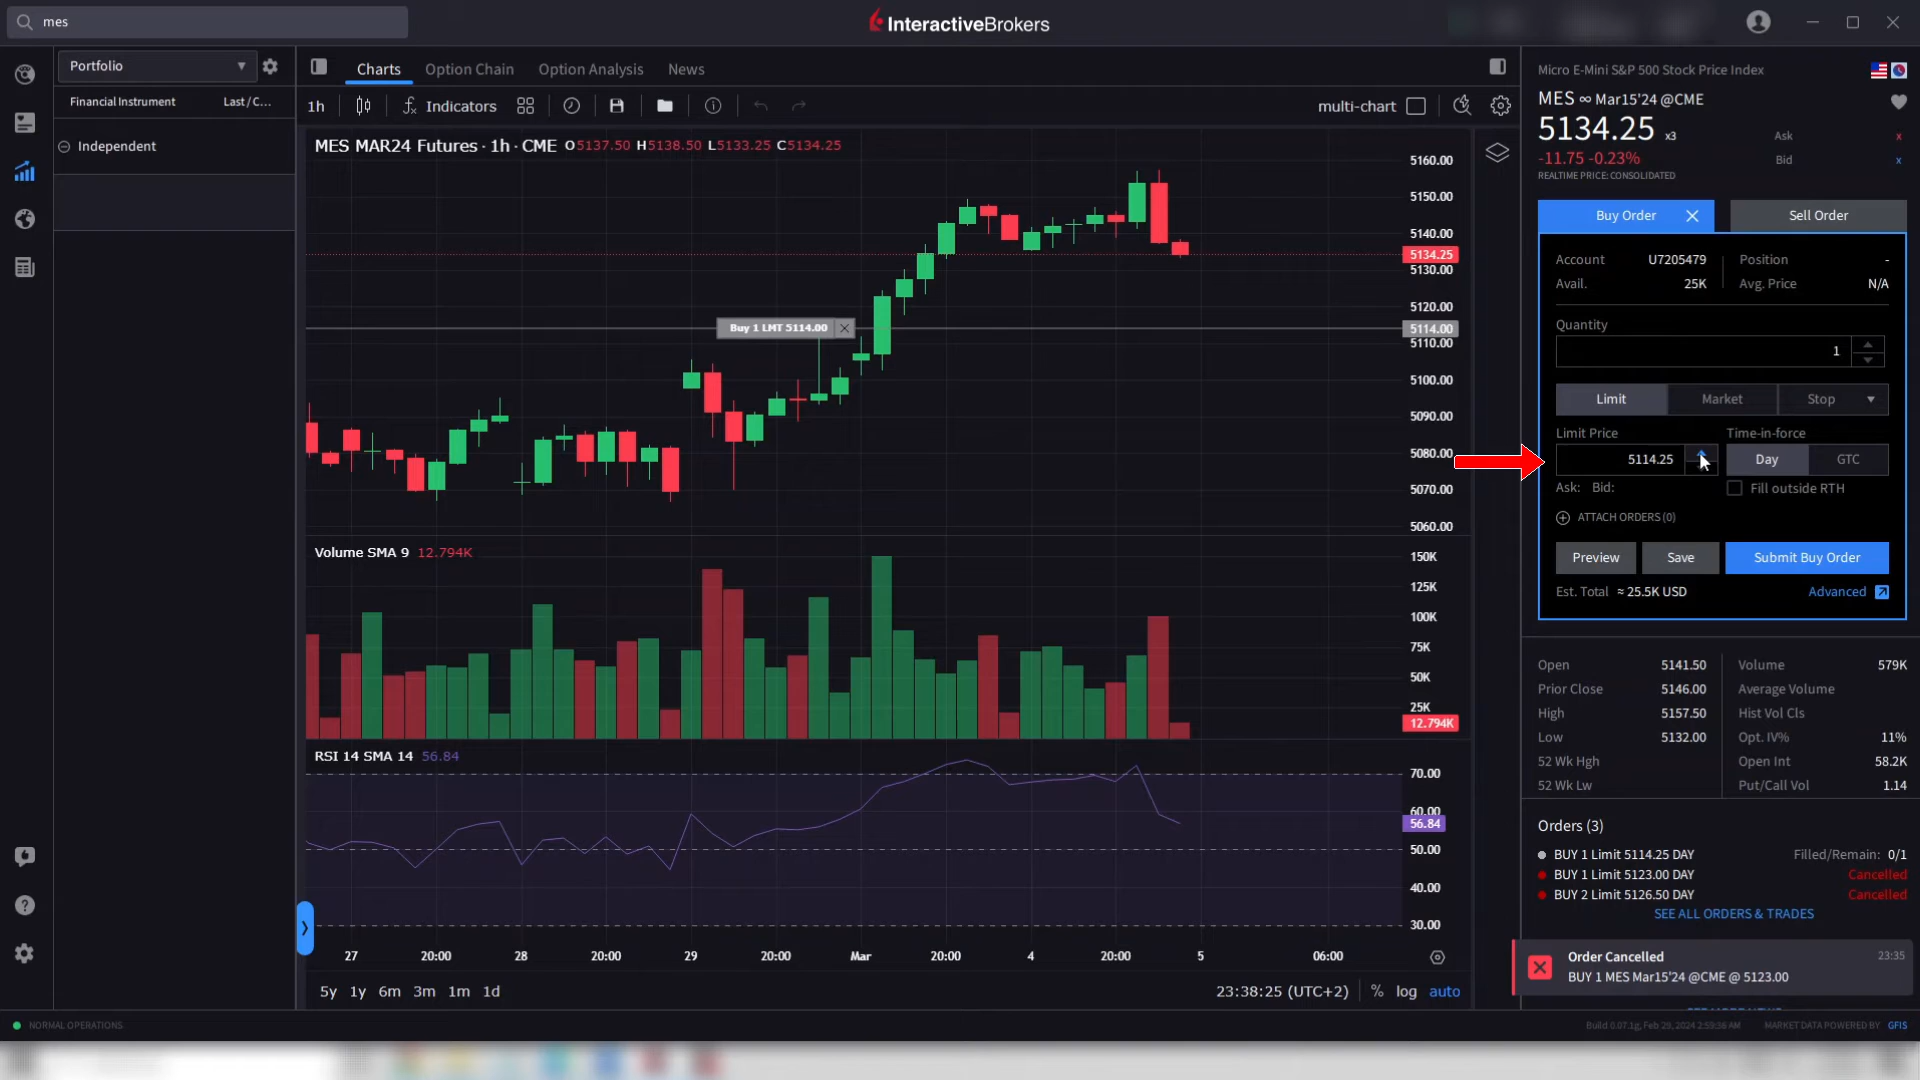 mes
InteractiveBrokers
Portfolio
Financial Instrument Last / C...
Independent
Charts Option Chain Option Analysis News
1h Indicators multi-chart
MES MAR24 Futures · 1h · CME O5137.50 H5138.50 L5133.25 C5134.25
5160.00
5150.00
5140.00
5134.25
5130.00
5120.00
Buy 1 LMT 5114.00
5114.00
5110.00
5100.00
5090.00
5080.00
5070.00
5060.00
Volume SMA 9 12.794K
150K
125K
100K
75K
50K
25K
12.794K
RSI 14 SMA 14 56.84
70.00
60.00
56.84
50.00
40.00
30.00
27 20:00 28 20:00 29 20:00 Mar 20:00 4 20:00 5 06:00
5y 1y 6m 3m 1m 1d 23:38:25 (UTC+2) % log auto
Micro E-Mini S&P 500 Stock Price Index
MES ∞ Mar15'24 @CME
5134.25 x3 Ask x
-11.75 -0.23% Bid x
REALTIME PRICE: CONSOLIDATED
Buy Order Sell Order
Account U7205479 Position -
Avail. 25K Avg. Price N/A
Quantity
1
Limit Market Stop
Limit Price Time-in-force
5114.25 Day GTC
Ask: Bid: Fill outside RTH
ATTACH ORDERS (0)
Preview Save Submit Buy Order
Est. Total ≈ 25.5K USD Advanced
Open 5141.50 Volume 579K
Prior Close 5146.00 Average Volume
High 5157.50 Hist Vol Cls
Low 5132.00 Opt. IV% 11%
52 Wk Hgh Open Int 58.2K
52 Wk Lw Put/Call Vol 1.14
Orders (3)
BUY 1 Limit 5114.25 DAY Filled/Remain: 0/1
BUY 1 Limit 5123.00 DAY Cancelled
BUY 2 Limit 5126.50 DAY Cancelled
SEE ALL ORDERS & TRADES
Order Cancelled 23:35
BUY 1 MES Mar15'24 @CME @ 5123.00
NORMAL OPERATIONS Build 0.07.1g, Feb 29, 2024 2:59:36 AM MARKET DATA POWERED BY GFIS